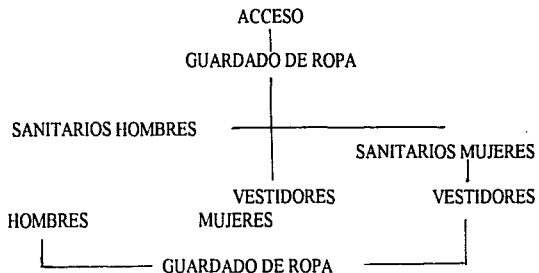 ACCESO
GUARDADO DE ROPA
SANITARIOS HOMBRES
SANITARIOS MUJERES
VESTIDORES VESTIDORES
HOMBRES MUJERES
GUARDADO DE ROPA